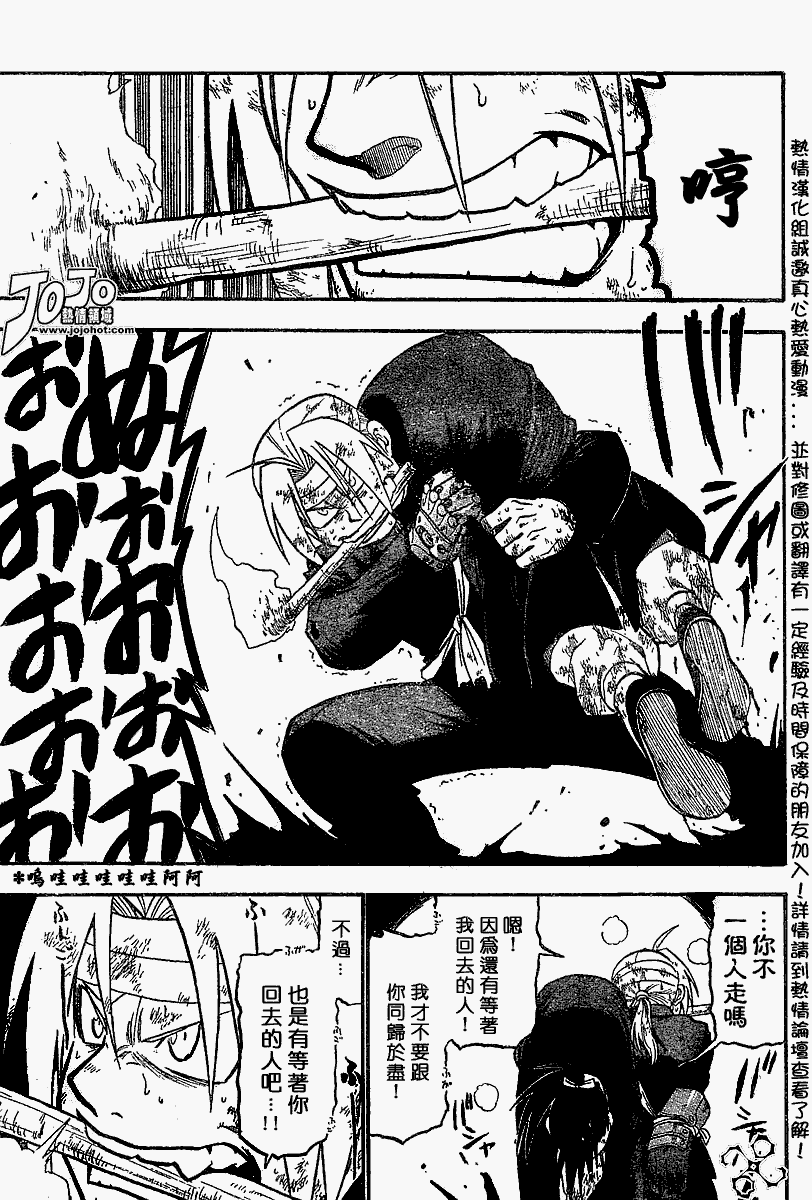 哼
JOJO
熱情領域
www.jojohot.com
熱情漢化組誠邀真心熱愛動漫....並對修圖或翻譯有一定經驗及時間保障的朋友加入！詳情請到熱情論壇查看了解！
ぬおおおお
おおおおお
*嗚哇哇哇哇哇阿阿
…你不
一個人走嗎
嗯！
因為還有等著
我回去的人！
我才不要跟
你同歸於盡！
不過…
也是有等著你
回去的人吧…!!
ふー
ふー
ふが